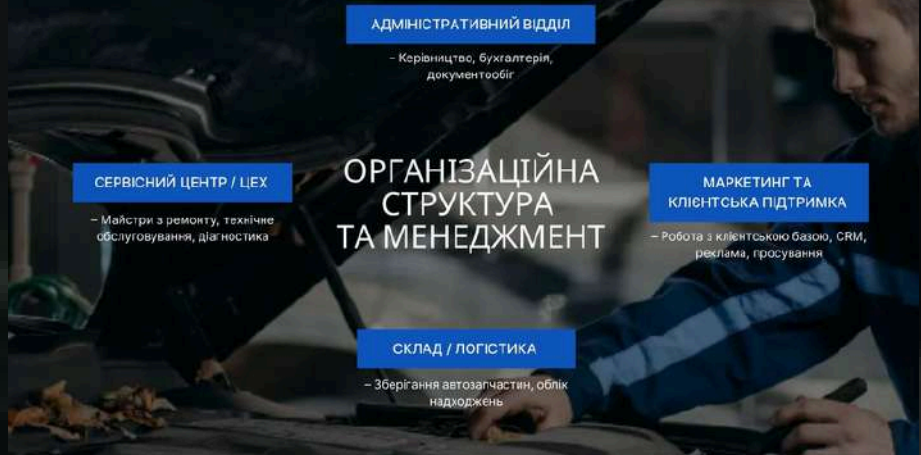 АДМІНІСТРАТИВНИЙ ВІДДІЛ
– Керівництво, бухгалтерія,
документообіг
СЕРВІСНИЙ ЦЕНТР / ЦЕХ
– Майстри з ремонту, технічне
обслуговування, діагностика
ОРГАНІЗАЦІЙНА
СТРУКТУРА
ТА МЕНЕДЖМЕНТ
МАРКЕТИНГ ТА
КЛІЄНТСЬКА ПІДТРИМКА
– Робота з клієнтською базою, CRM,
реклама, просування
СКЛАД / ЛОГІСТИКА
– Зберігання автозапчастин, облік
надходжень